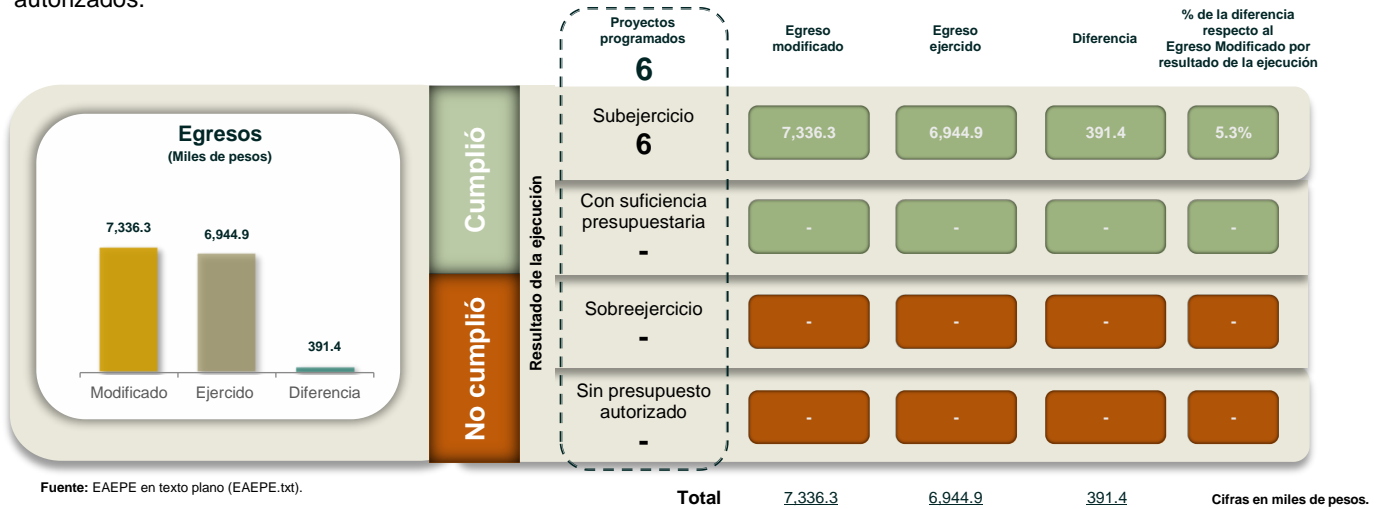 autorizados.
Proyectos
programados
6
Egreso
modificado
Egreso
ejercido
Diferencia
% de la diferencia
respecto al
Egreso Modificado por
resultado de la ejecución
Egresos
(Miles de pesos)
7,336.3
6,944.9
391.4
Modificado
Ejercido
Diferencia
Cumplió
No cumplió
Resultado de la ejecución
Subejercicio
6
7,336.3
6,944.9
391.4
5.3%
Con suficiencia
presupuestaria
-
-
-
-
-
Sobreejercicio
-
-
-
-
-
Sin presupuesto
autorizado
-
-
-
-
-
Fuente: EAEPE en texto plano (EAEPE.txt).
Total
7,336.3
6,944.9
391.4
Cifras en miles de pesos.